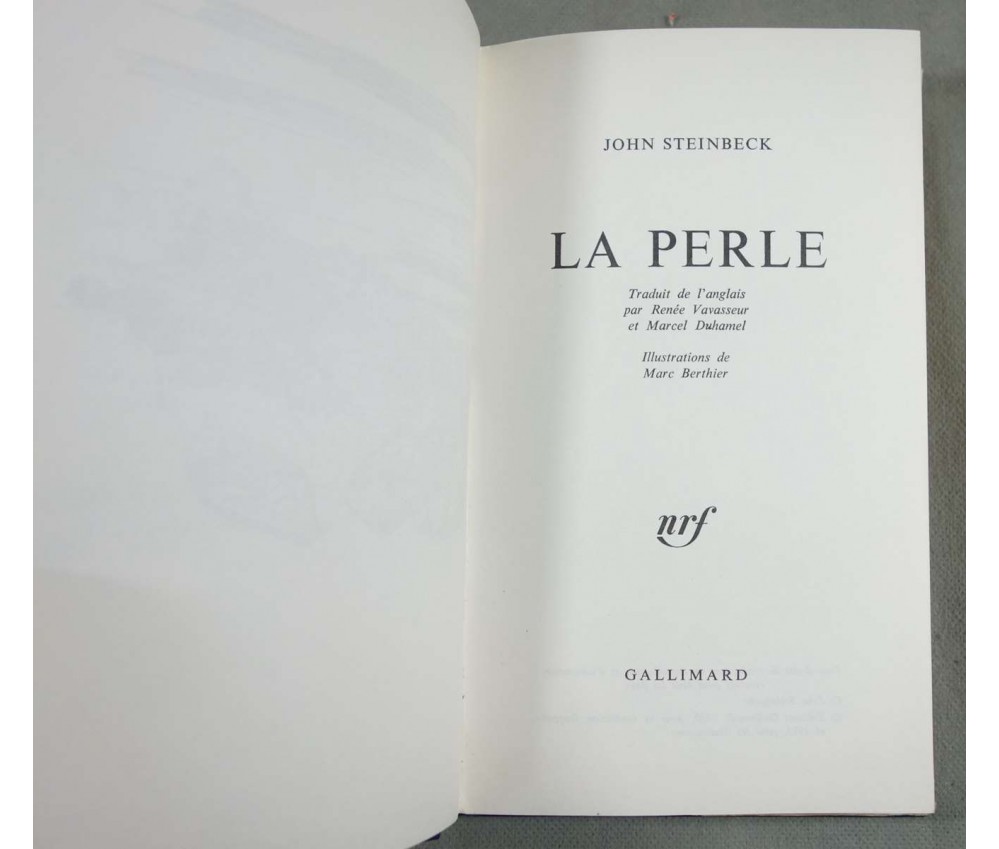 JOHN STEINBECK
LA PERLE
Traduit de l'anglais
par Renée Vavasseur
et Marcel Duhamel
Illustrations de
Marc Berthier
nrf
GALLIMARD